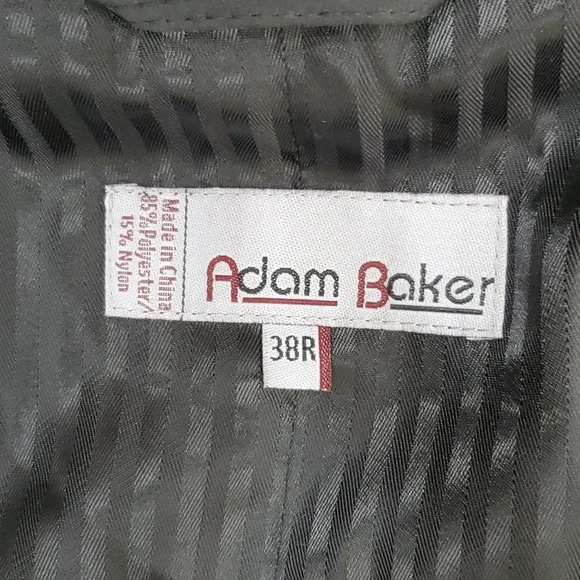 Made in China
85% Polyester/
15% Nylon
Adam Baker
38R